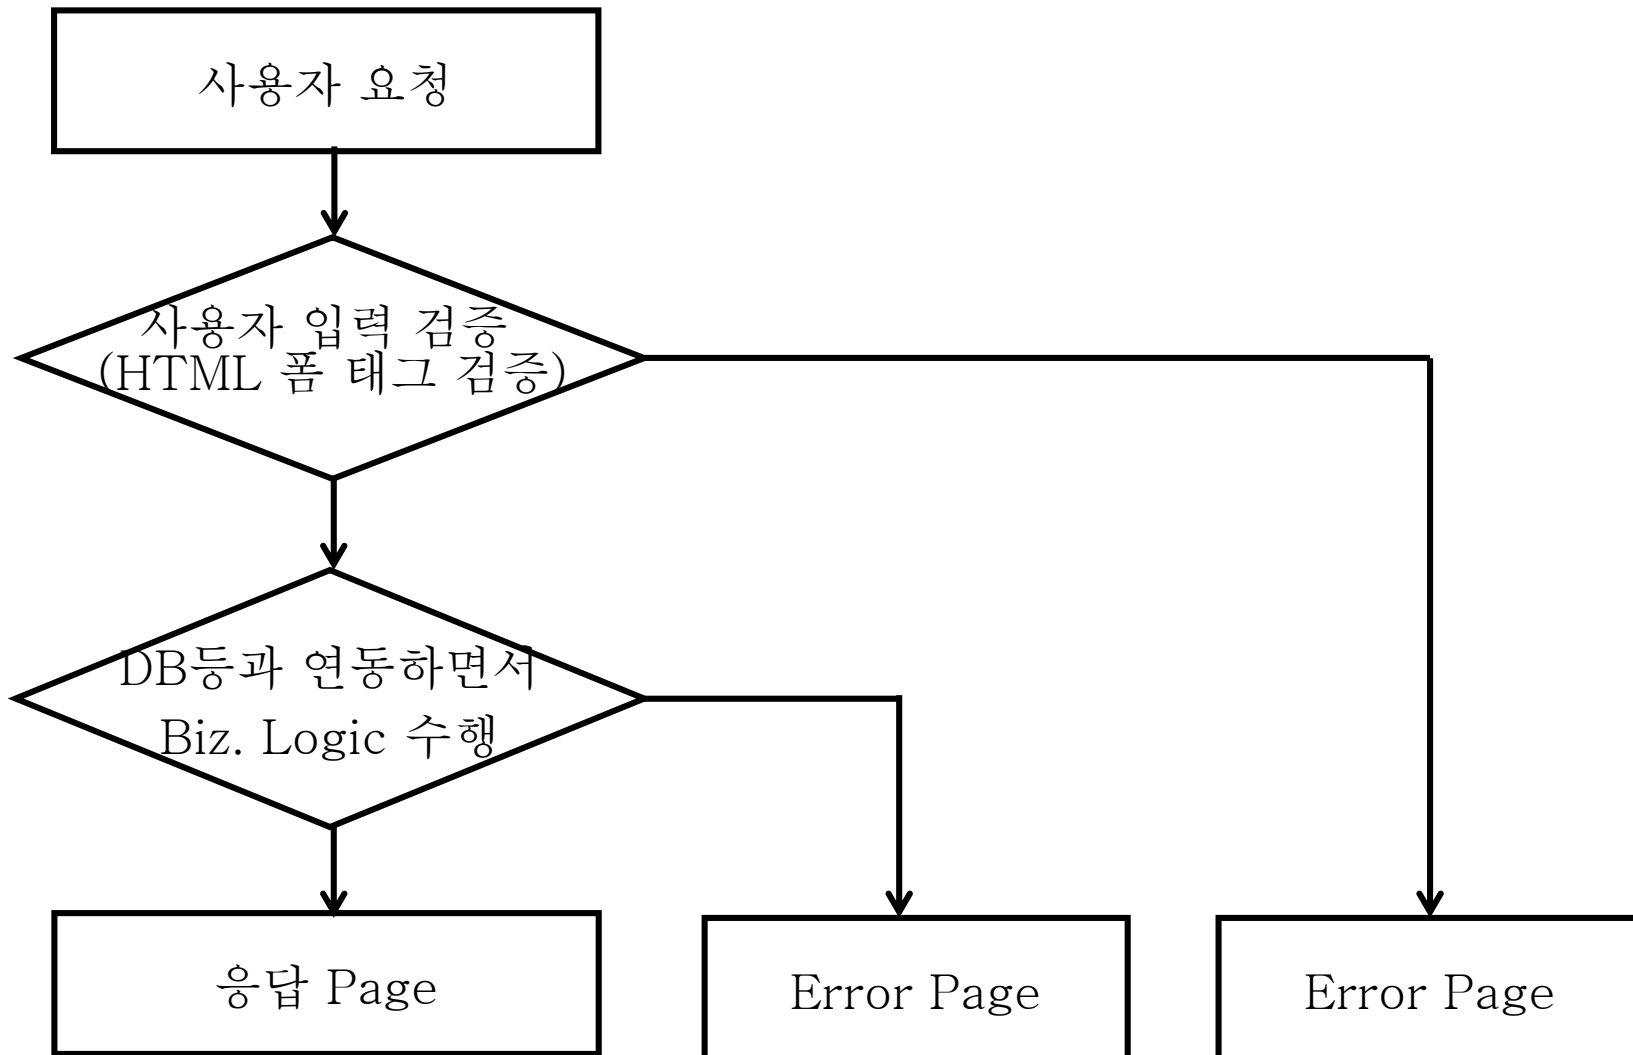 사용자 요청
사용자 입력 검증
(HTML 폼 태그 검증)
DB등과 연동하면서
Biz. Logic 수행
응답 Page
Error Page
Error Page